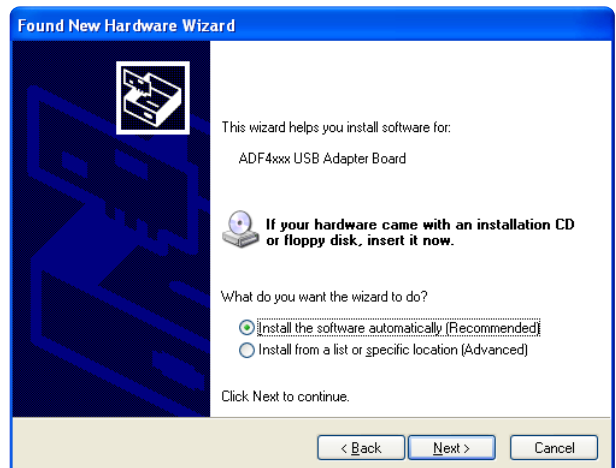 Found New Hardware Wizard
This wizard helps you install software for:
ADF4xxx USB Adapter Board
If your hardware came with an installation CD
or floppy disk, insert it now.
What do you want the wizard to do?
Install the software automatically (Recommended)
Install from a list or specific location (Advanced)
Click Next to continue.
< Back Next > Cancel